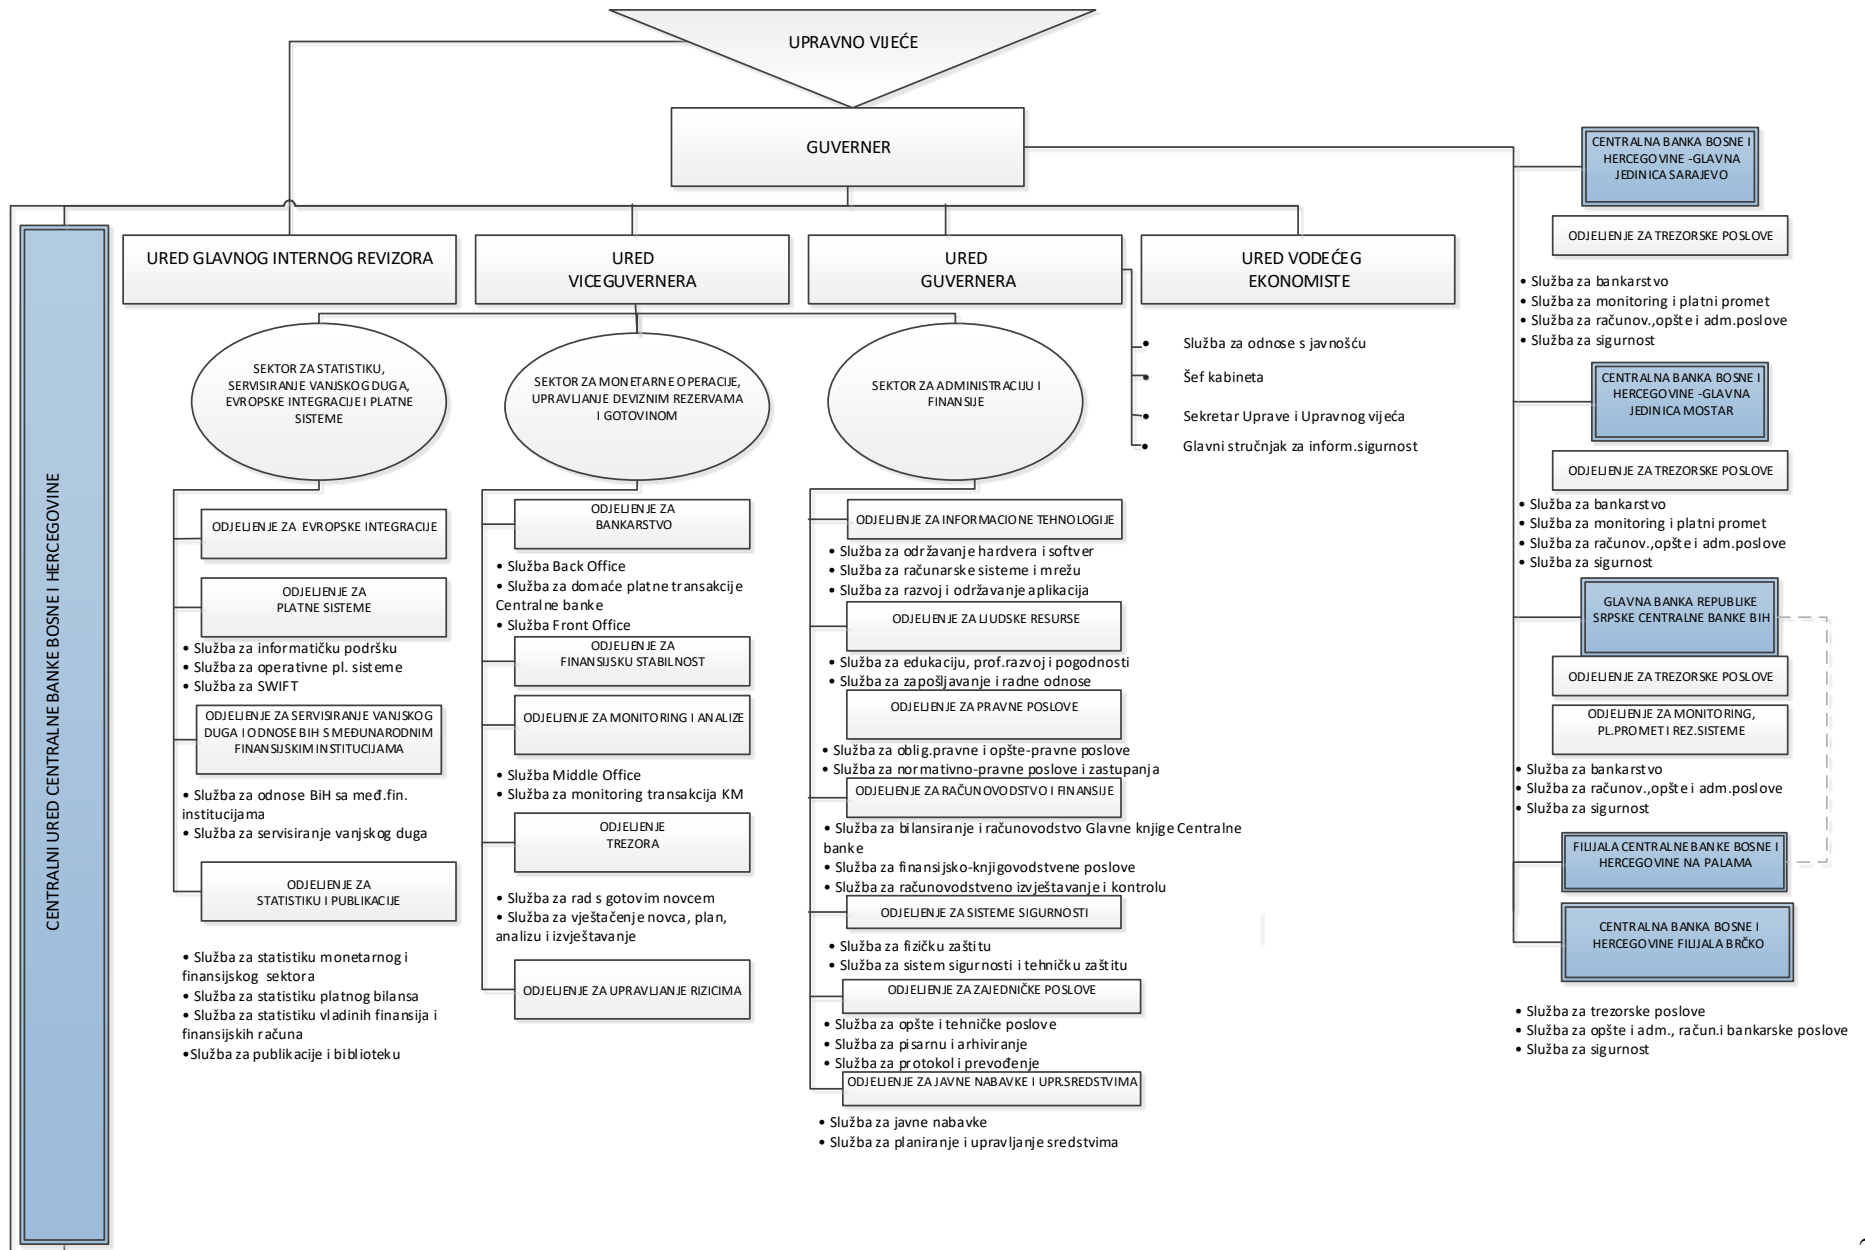 UPRAVNO VIJEĆE
GUVERNER
CENTRALNI URED CENTRALNE BANKE BOSNE I HERCEGOVINE
URED GLAVNOG INTERNOG REVIZORA
URED
VICEGUVERNERA
URED
GUVERNERA
URED VODEĆEG
EKONOMISTE
• Služba za odnose s javnošću
• Šef kabineta
• Sekretar Uprave i Upravnog vijeća
• Glavni stručnjak za inform.sigurnost
SEKTOR ZA STATISTIKU,
SERVISIRANJE VANJSKOG DUGA,
EVROPSKE INTEGRACIJE I PLATNE
SISTEME
ODJELJENJE ZA EVROPSKE INTEGRACIJE
ODJELJENJE ZA
PLATNE SISTEME
• Služba za informatičku podršku
• Služba za operativne pl. sisteme
• Služba za SWIFT
ODJELJENJE ZA SERVISIRANJE VANJSKOG
DUGA I ODNOSE BIH S MEĐUNARODNIM
FINANSIJSKIM INSTITUCIJAMA
• Služba za odnose BiH sa međ.fin.
institucijama
• Služba za servisiranje vanjskog duga
ODJELJENJE ZA
STATISTIKU I PUBLIKACIJE
• Služba za statistiku monetarnog i
finansijskog sektora
• Služba za statistiku platnog bilansa
• Služba za statistiku vladinih finansija i
finansijskih računa
•Služba za publikacije i biblioteku
SEKTOR ZA MONETARNE OPERACIJE,
UPRAVLJANJE DEVIZNIM REZERVAMA
I GOTOVINOM
ODJELJENJE ZA
BANKARSTVO
• Služba Back Office
• Služba za domaće platne transakcije
Centralne banke
• Služba Front Office
ODJELJENJE ZA
FINANSIJSKU STABILNOST
ODJELJENJE ZA MONITORING I ANALIZE
• Služba Middle Office
• Služba za monitoring transakcija KM
ODJELJENJE
TREZORA
• Služba za rad s gotovim novcem
• Služba za vještačenje novca, plan,
analizu i izvještavanje
ODJELJENJE ZA UPRAVLJANJE RIZICIMA
SEKTOR ZA ADMINISTRACIJU I
FINANSIJE
ODJELJENJE ZA INFORMACIONE TEHNOLOGIJE
• Služba za održavanje hardvera i softver
• Služba za računarske sisteme i mrežu
• Služba za razvoj i održavanje aplikacija
ODJELJENJE ZA LJUDSKE RESURSE
• Služba za edukaciju, prof.razvoj i pogodnosti
• Služba za zapošljavanje i radne odnose
ODJELJENJE ZA PRAVNE POSLOVE
• Služba za oblig.pravne i opšte-pravne poslove
• Služba za normativno-pravne poslove i zastupanja
ODJELJENJE ZA RAČUNOVODSTVO I FINANSIJE
• Služba za bilansiranje i računovodstvo Glavne knjige Centralne
banke
• Služba za finansijsko-knjigovodstvene poslove
• Služba za računovodstveno izvještavanje i kontrolu
ODJELJENJE ZA SISTEME SIGURNOSTI
• Služba za fizičku zaštitu
• Služba za sistem sigurnosti i tehničku zaštitu
ODJELJENJE ZA ZAJEDNIČKE POSLOVE
• Služba za opšte i tehničke poslove
• Služba za pisarnu i arhiviranje
• Služba za protokol i prevođenje
ODJELJENJE ZA JAVNE NABAVKE I UPR.SREDSTVIMA
• Služba za javne nabavke
• Služba za planiranje i upravljanje sredstvima
CENTRALNA BANKA BOSNE I
HERCEGOVINE -GLAVNA
JEDINICA SARAJEVO
ODJELJENJE ZA TREZORSKE POSLOVE
• Služba za bankarstvo
• Služba za monitoring i platni promet
• Služba za računov.,opšte i adm.poslove
• Služba za sigurnost
CENTRALNA BANKA BOSNE I
HERCEGOVINE -GLAVNA
JEDINICA MOSTAR
ODJELJENJE ZA TREZORSKE POSLOVE
• Služba za bankarstvo
• Služba za monitoring i platni promet
• Služba za računov.,opšte i adm.poslove
• Služba za sigurnost
GLAVNA BANKA REPUBLIKE
SRPSKE CENTRALNE BANKE BIH
ODJELJENJE ZA TREZORSKE POSLOVE
ODJELJENJE ZA MONITORING,
PL.PROMET I REZ.SISTEME
• Služba za bankarstvo
• Služba za računov.,opšte i adm.poslove
• Služba za sigurnost
FILIJALA CENTRALNE BANKE BOSNE I
HERCEGOVINE NA PALAMA
CENTRALNA BANKA BOSNE I
HERCEGOVINE FILIJALA BRČKO
• Služba za trezorske poslove
• Služba za opšte i adm., račun.i bankarske poslove
• Služba za sigurnost